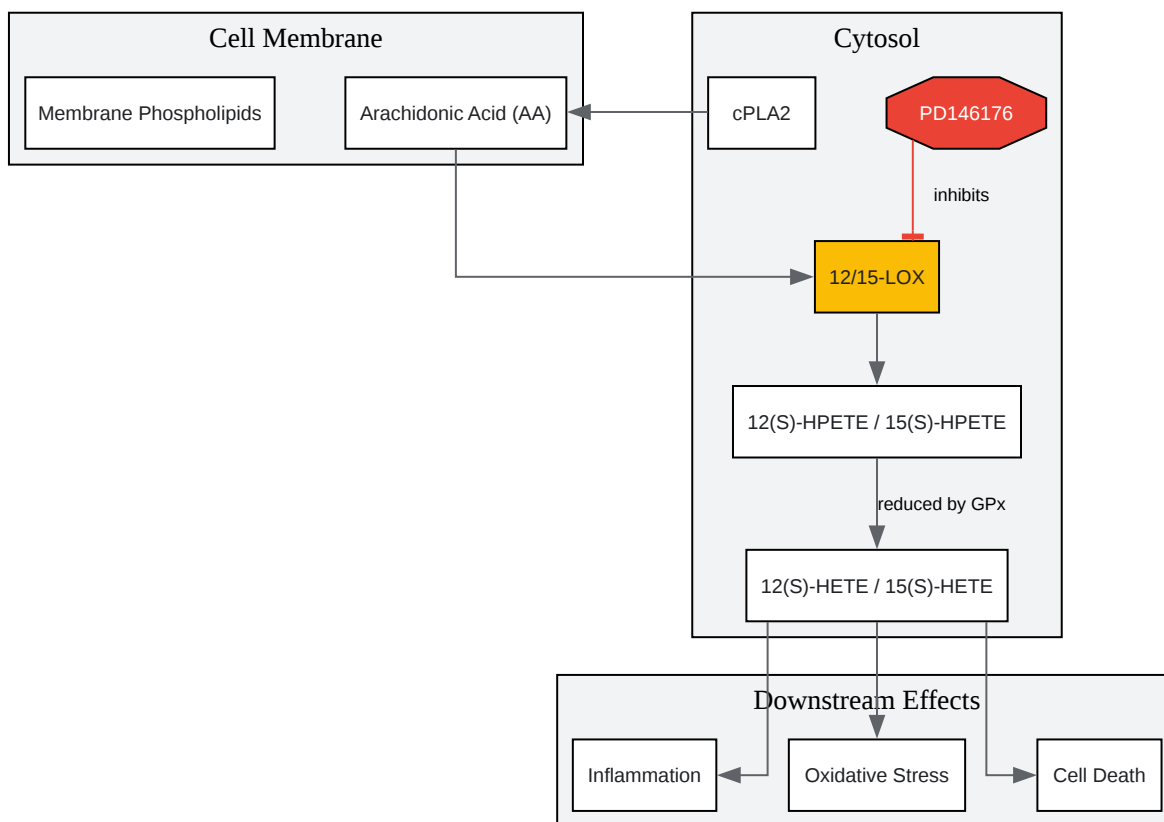 Cell Membrane
Cytosol
Membrane Phospholipids
Arachidonic Acid (AA)
cPLA2
PD146176
inhibits
12/15-LOX
12(S)-HPETE / 15(S)-HPETE
reduced by GPx
12(S)-HETE / 15(S)-HETE
Downstream Effects
Inflammation
Oxidative Stress
Cell Death